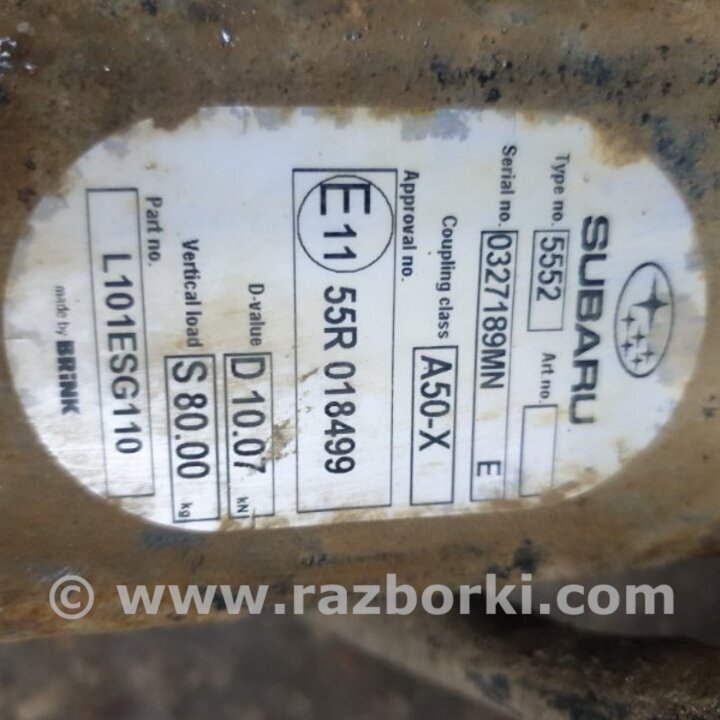 SUBARU
Type no. 5552 Art no.
Serial no. 0327189MN E
Coupling class A50-X
Approval no.
E 11 55R 018499
D-value D 10.07 kN
Vertical load S 80.00 kg
Part no. L101ESG110
made by BRINK
© www.razborki.com